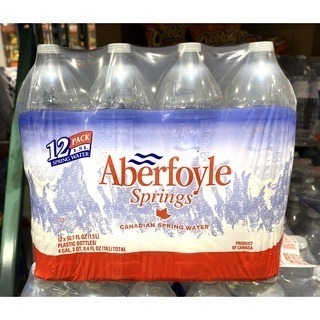 12 PACK
1.5L
SPRING WATER
Aberfoyle
Springs
CANADIAN SPRING WATER
12 x 50.7 FL OZ (1.5L)
PLASTIC BOTTLES/
4 GAL, 3 QT, 0.4 FL OZ (18L) TOTAL
PRODUCT
OF CANADA